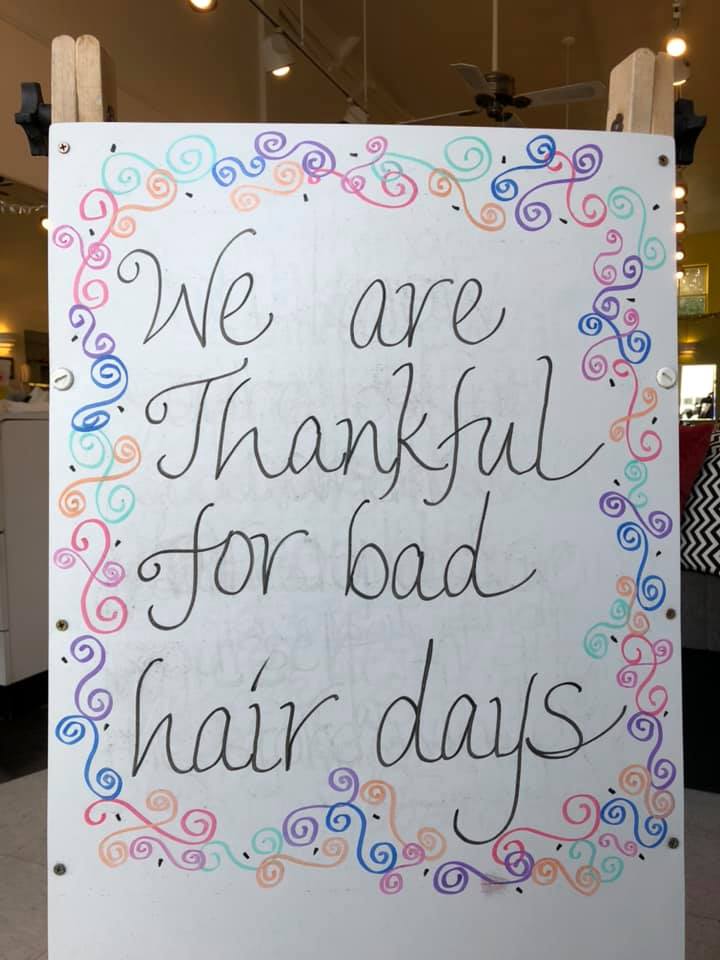 We are
Thankful
for bad
hair days